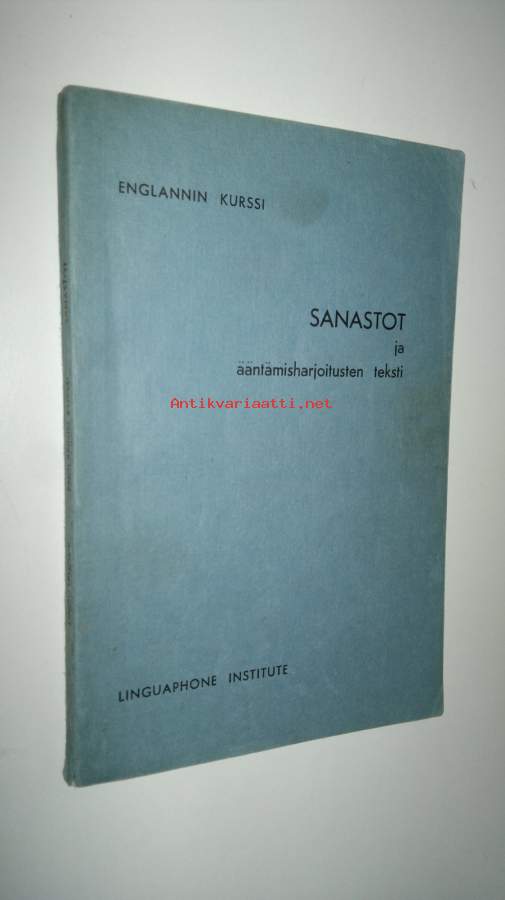 ENGLANNIN KURSSI
SANASTOT
ja
ääntämisharjoitusten teksti
Antikvariaatti.net
LINGUAPHONE INSTITUTE